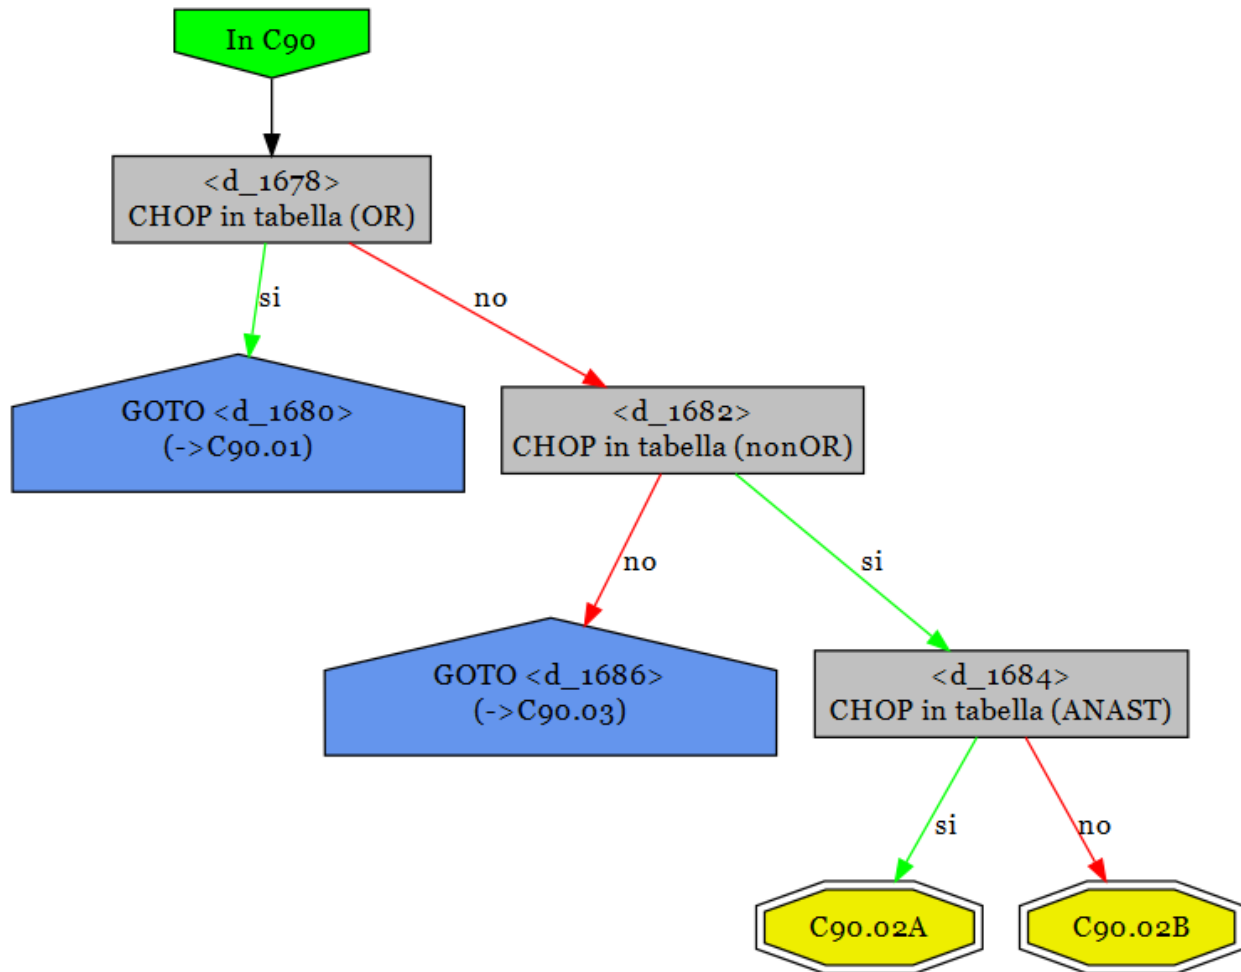 In C90
<d_1678>
CHOP in tabella (OR)
si
no
GOTO <d_1680>
(->C90.01)
<d_1682>
CHOP in tabella (nonOR)
no
si
GOTO <d_1686>
(->C90.03)
<d_1684>
CHOP in tabella (ANAST)
si
no
C90.02A
C90.02B